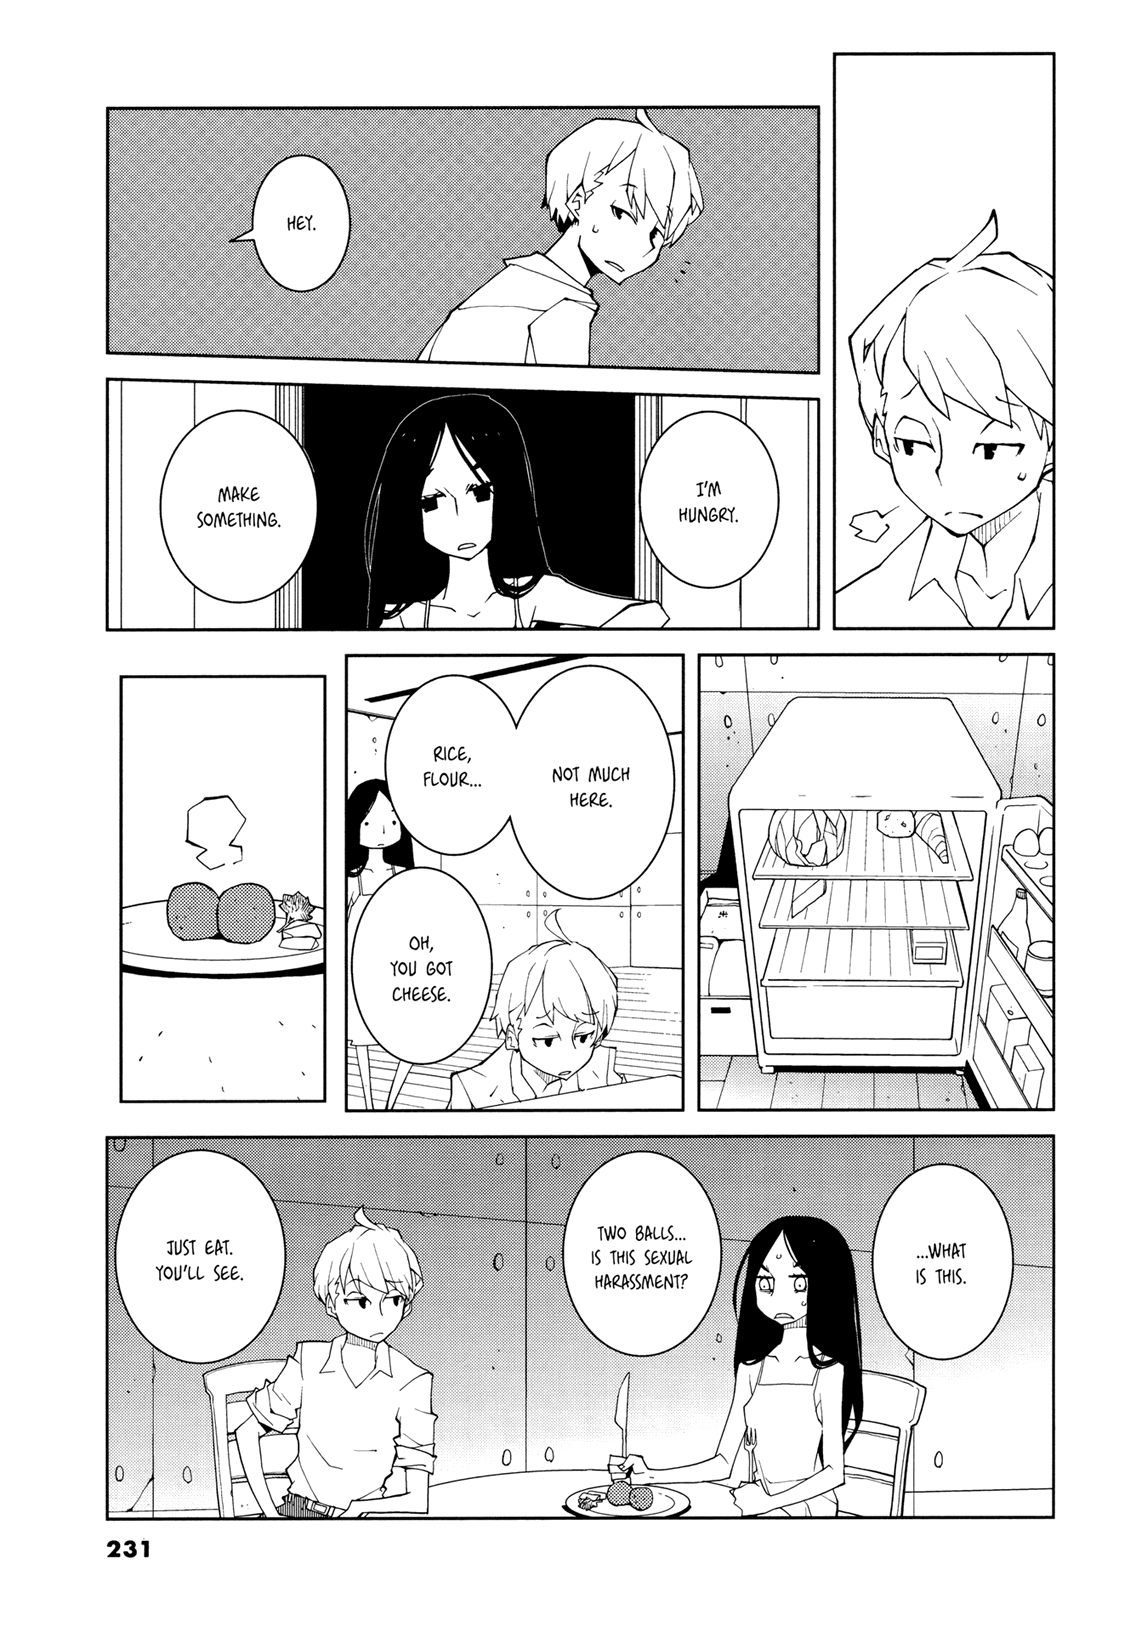 HEY.
I'M
HUNGRY.
MAKE
SOMETHING.
NOT MUCH
HERE.
RICE,
FLOUR...
OH,
YOU GOT
CHEESE.
...WHAT
IS THIS.
TWO BALLS...
IS THIS SEXUAL
HARASSMENT?
JUST EAT.
YOU'LL SEE.
231